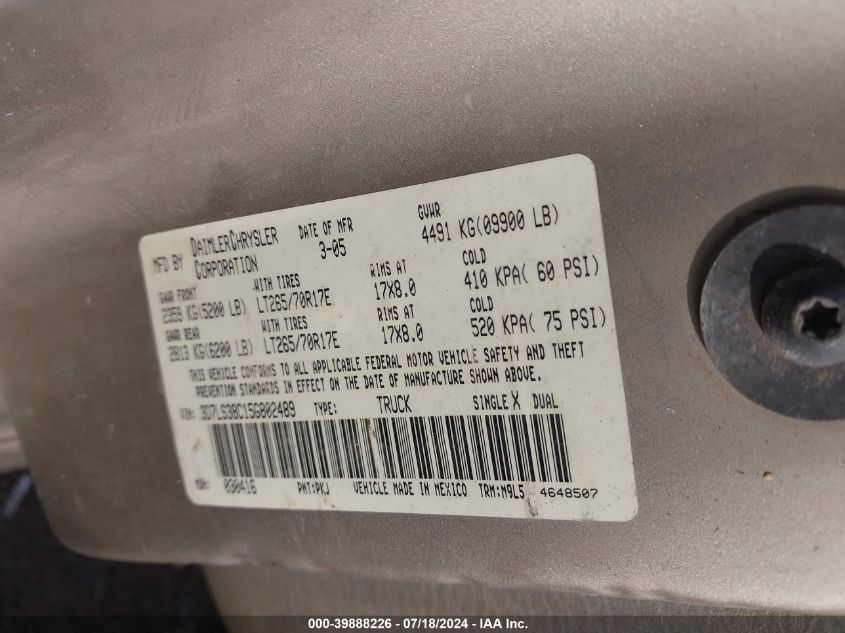 MFD BY DAIMLERCHRYSLER CORPORATION DATE OF MFR 3-05 GVWR 4491 KG(09900 LB)
GAWR FRONT WITH TIRES RIMS AT COLD
2359 KG(5200 LB) LT265/70R17E 17X8.0 410 KPA( 60 PSI)
GAWR REAR WITH TIRES RIMS AT COLD
2813 KG(6200 LB) LT265/70R17E 17X8.0 520 KPA( 75 PSI)
THIS VEHICLE CONFORMS TO ALL APPLICABLE FEDERAL MOTOR VEHICLE SAFETY AND THEFT
PREVENTION STANDARDS IN EFFECT ON THE DATE OF MANUFACTURE SHOWN ABOVE.
VIN: 3D7LS38C15G802489 TYPE: TRUCK SINGLE X DUAL
MDH: 030416 PNT:PKJ VEHICLE MADE IN MEXICO TRM:M9L5 4648507
000-39888226 - 07/18/2024 - IAA Inc.